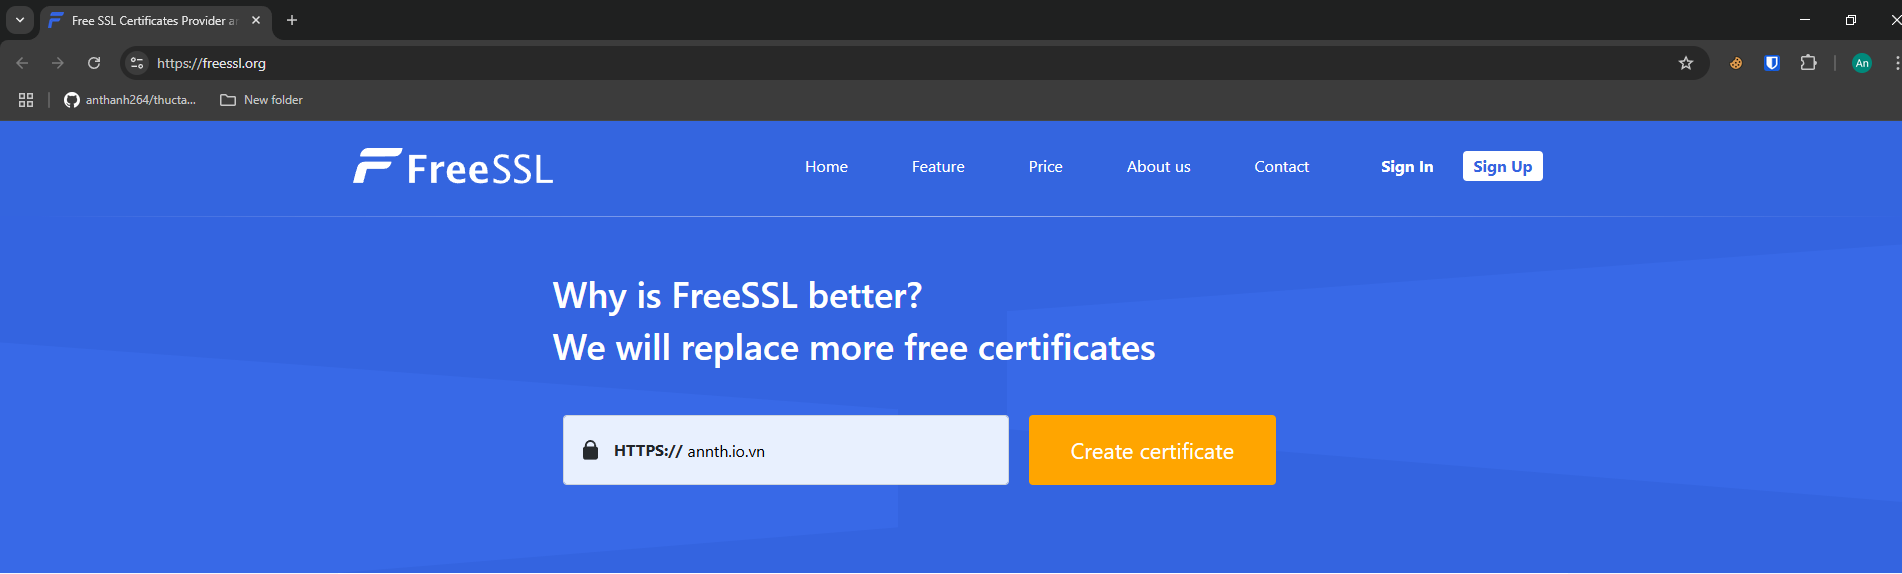 Free SSL Certificates Provider
https://freessl.org
anthanh264/thucta...
New folder
An
FreeSSL
Home
Feature
Price
About us
Contact
Sign In
Sign Up
Why is FreeSSL better?
We will replace more free certificates
HTTPS:// annth.io.vn
Create certificate